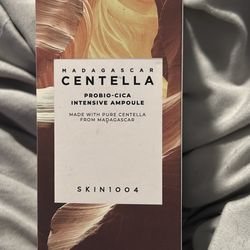 MADAGASCAR
CENTELLA
PROBIO-CICA
INTENSIVE AMPOULE
MADE WITH PURE CENTELLA
FROM MADAGASCAR
SKIN1004